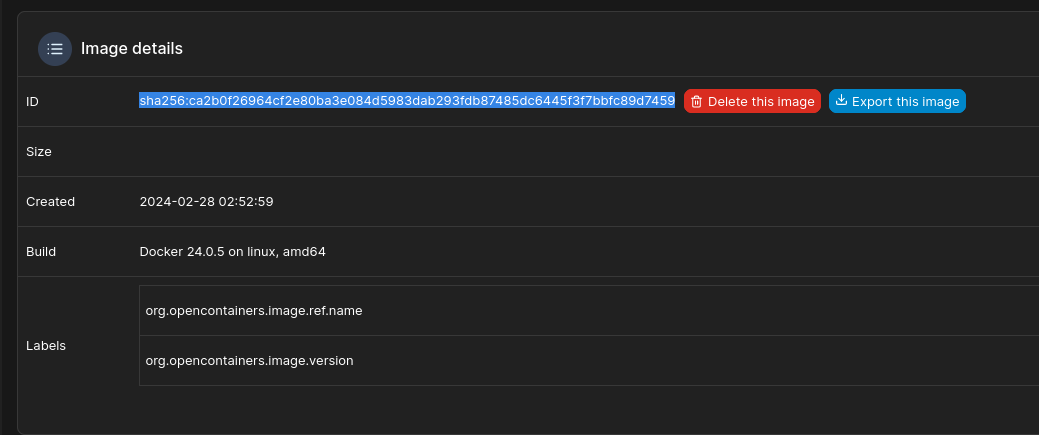 Image details
ID sha256:ca2b0f26964cf2e80ba3e084d5983dab293fdb87485dc6445f3f7bbfc89d7459 Delete this image Export this image
Size
Created 2024-02-28 02:52:59
Build Docker 24.0.5 on linux, amd64
org.opencontainers.image.ref.name
Labels
org.opencontainers.image.version